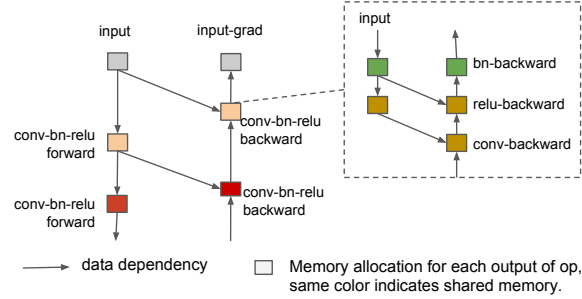 input
input-grad
conv-bn-relu
forward
conv-bn-relu
backward
conv-bn-relu
forward
conv-bn-relu
backward
input
bn-backward
relu-backward
conv-backward
data dependency
Memory allocation for each output of op,
same color indicates shared memory.